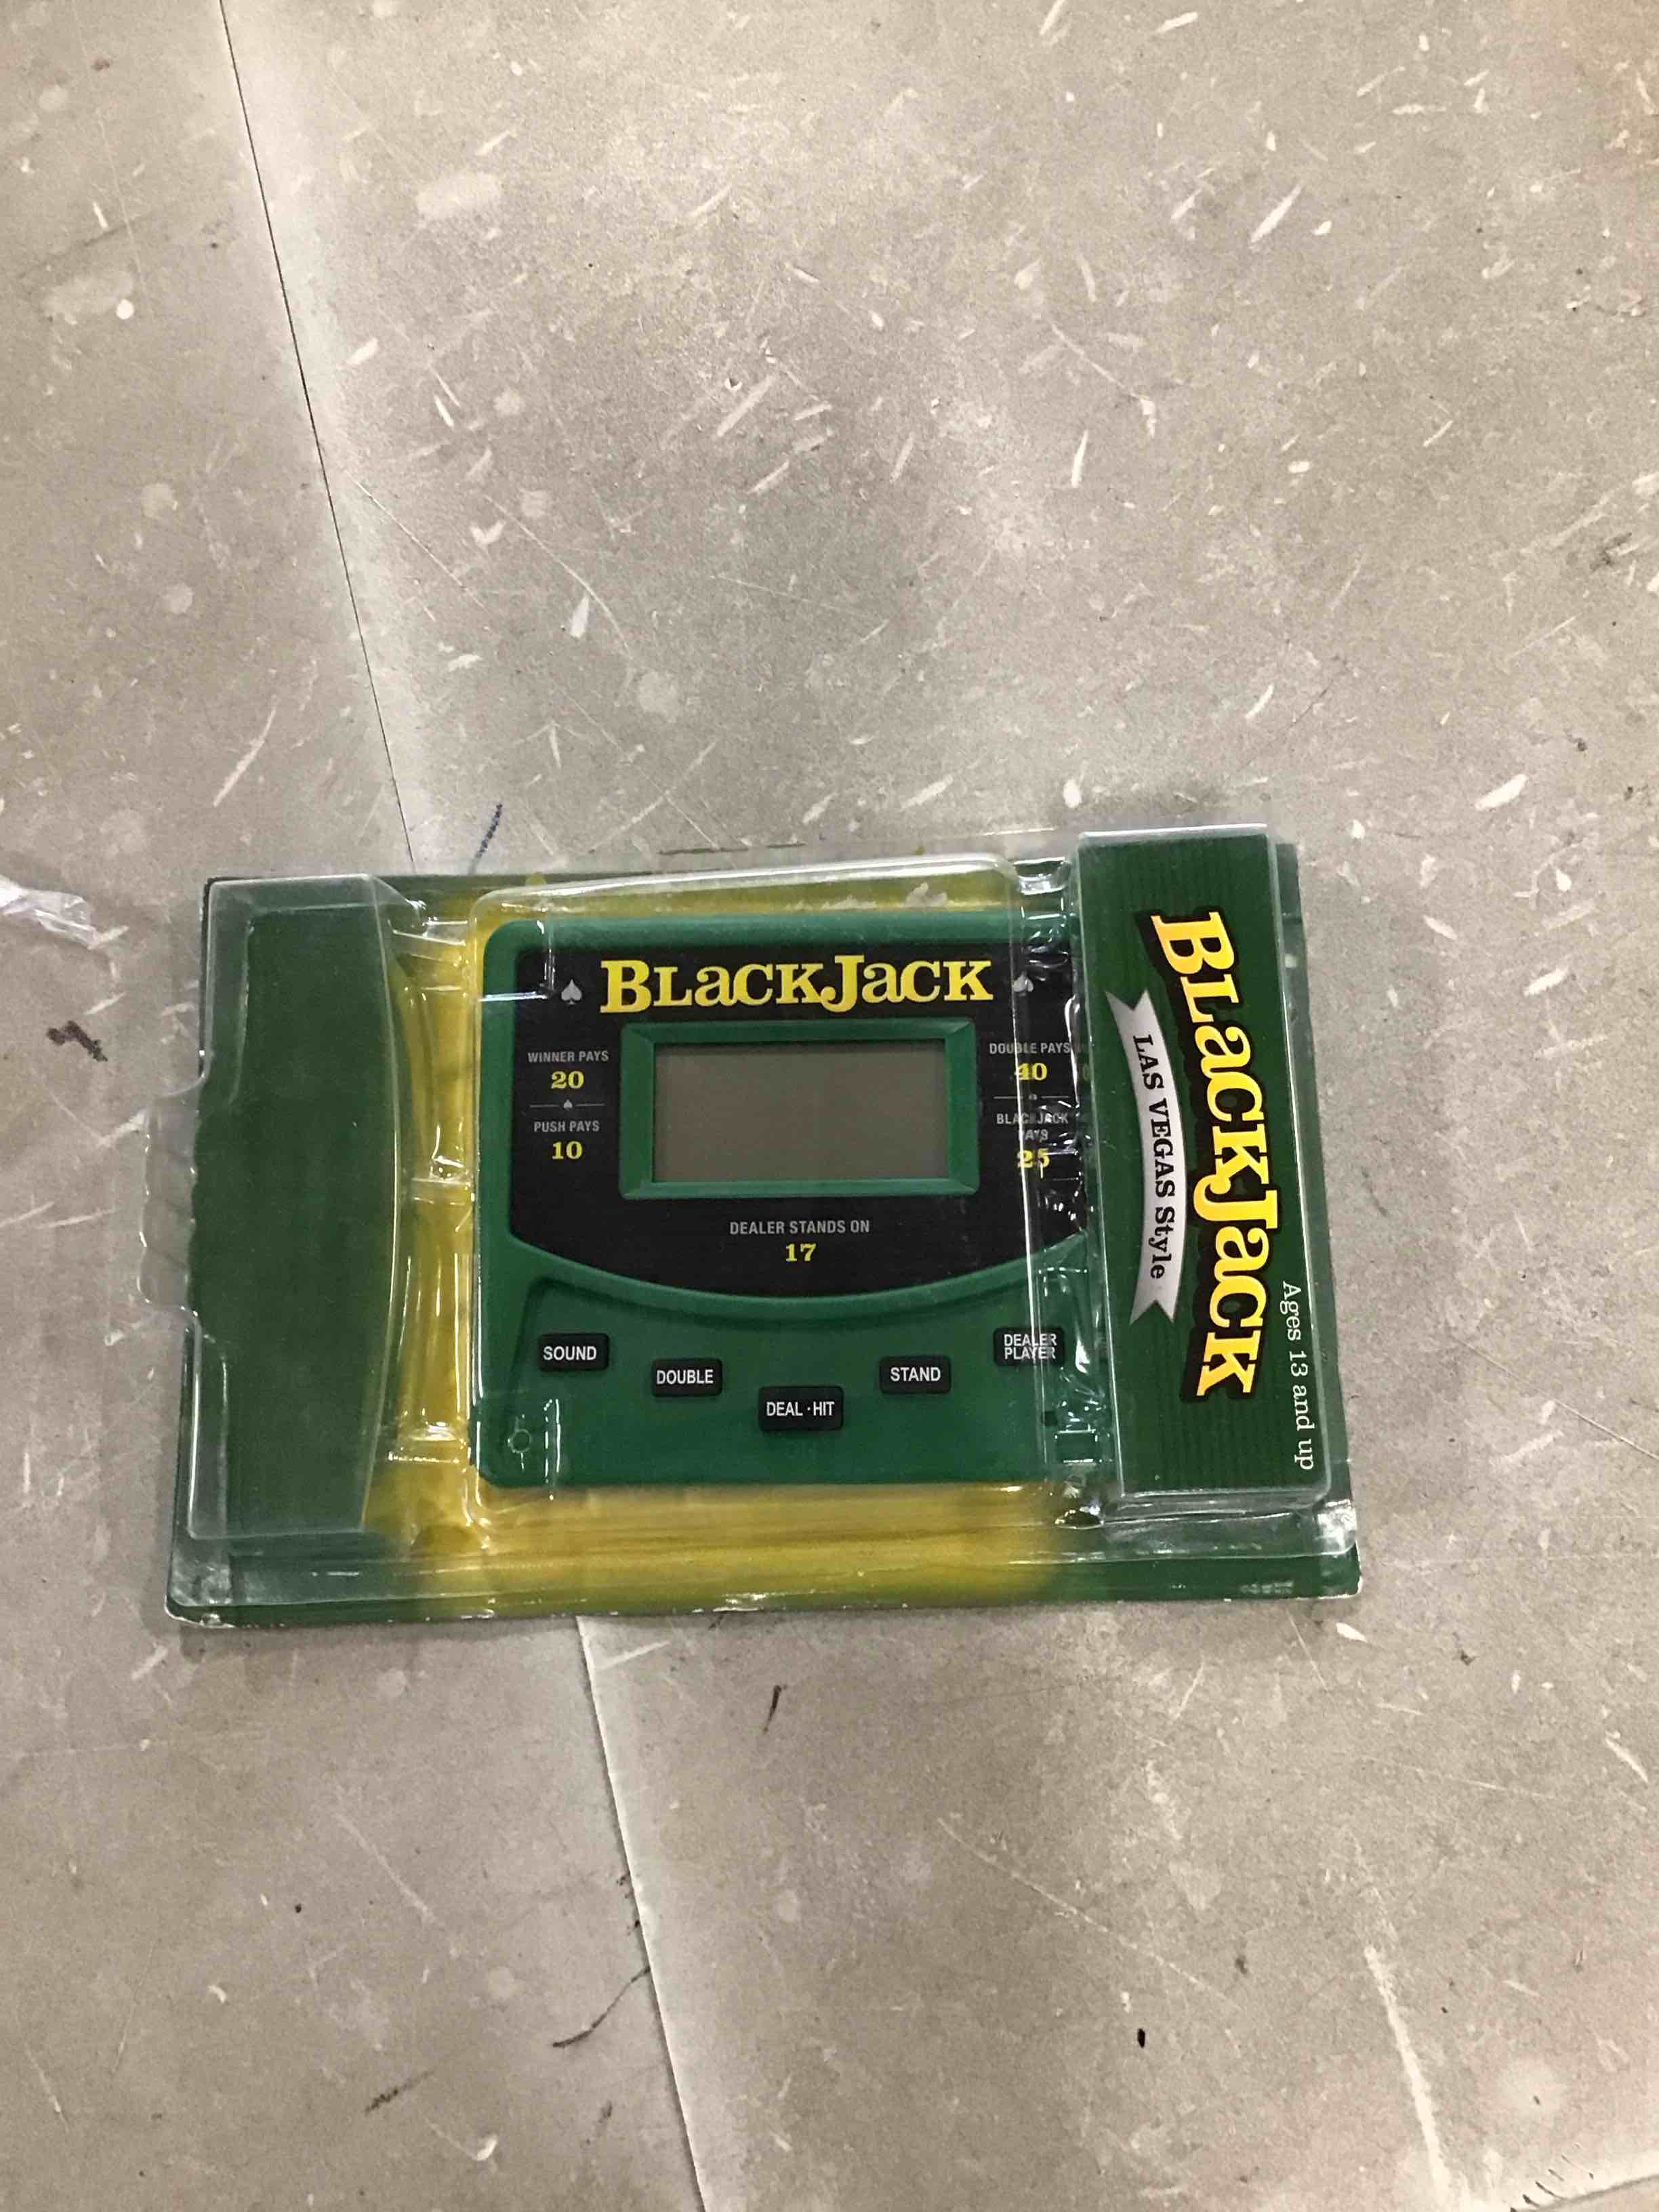 BLACKJACK
WINNER PAYS
20
PUSH PAYS
10
DOUBLE PAYS
40
BLACKJACK
PAYS
25
DEALER STANDS ON
17
SOUND
DOUBLE
DEAL · HIT
STAND
DEALER
PLAYER
BLACKJACK
LAS VEGAS Style
Ages 13 and up